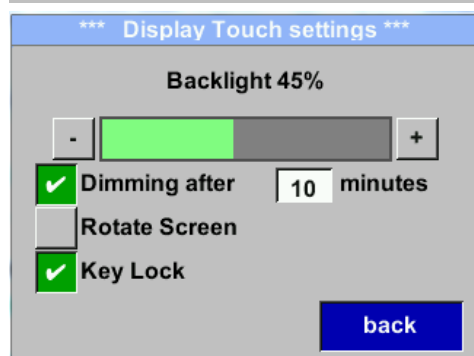 *** Display Touch settings ***
Backlight 45%
- +
Dimming after 10 minutes
Rotate Screen
Key Lock
back